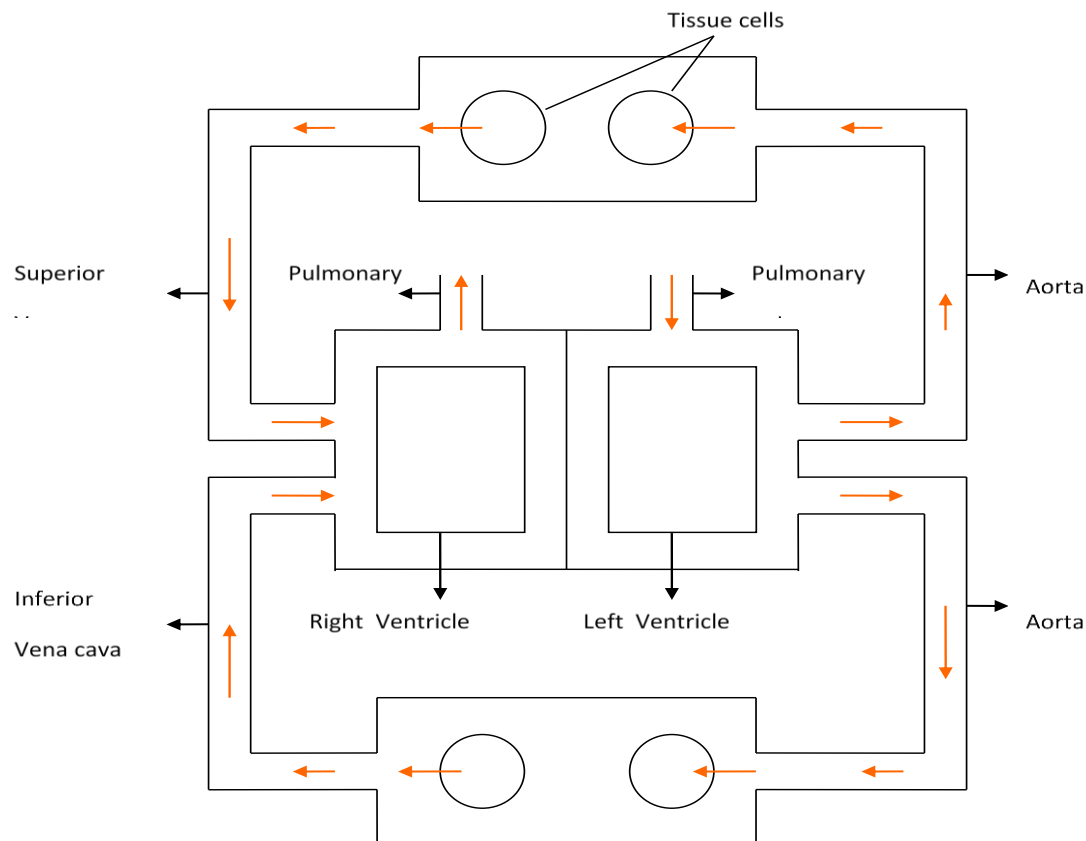 Tissue cells
Superior
Pulmonary
Pulmonary
Aorta
Inferior
Vena cava
Right Ventricle
Left Ventricle
Aorta